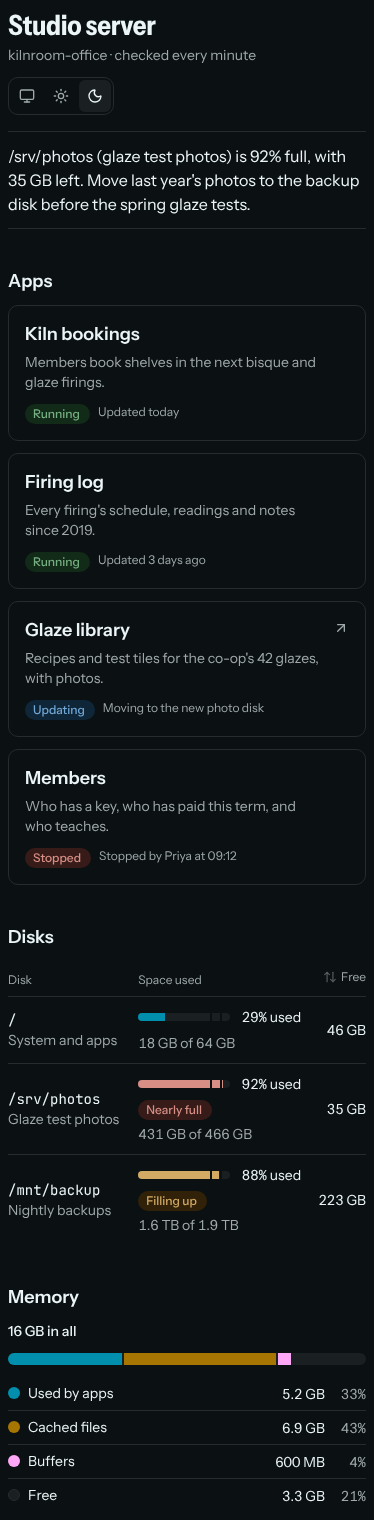 Studio server
kilnroom-office · checked every minute
/srv/photos (glaze test photos) is 92% full, with
35 GB left. Move last year's photos to the backup
disk before the spring glaze tests.
Apps
Kiln bookings
Members book shelves in the next bisque and
glaze firings.
Running Updated today
Firing log
Every firing's schedule, readings and notes
since 2019.
Running Updated 3 days ago
Glaze library
Recipes and test tiles for the co-op's 42 glazes,
with photos.
Updating Moving to the new photo disk
Members
Who has a key, who has paid this term, and
who teaches.
Stopped Stopped by Priya at 09:12
Disks
Disk Space used Free
/ 29% used
System and apps 18 GB of 64 GB 46 GB
/srv/photos 92% used
Glaze test photos Nearly full 35 GB
431 GB of 466 GB
/mnt/backup 88% used
Nightly backups Filling up 223 GB
1.6 TB of 1.9 TB
Memory
16 GB in all
Used by apps 5.2 GB 33%
Cached files 6.9 GB 43%
Buffers 600 MB 4%
Free 3.3 GB 21%